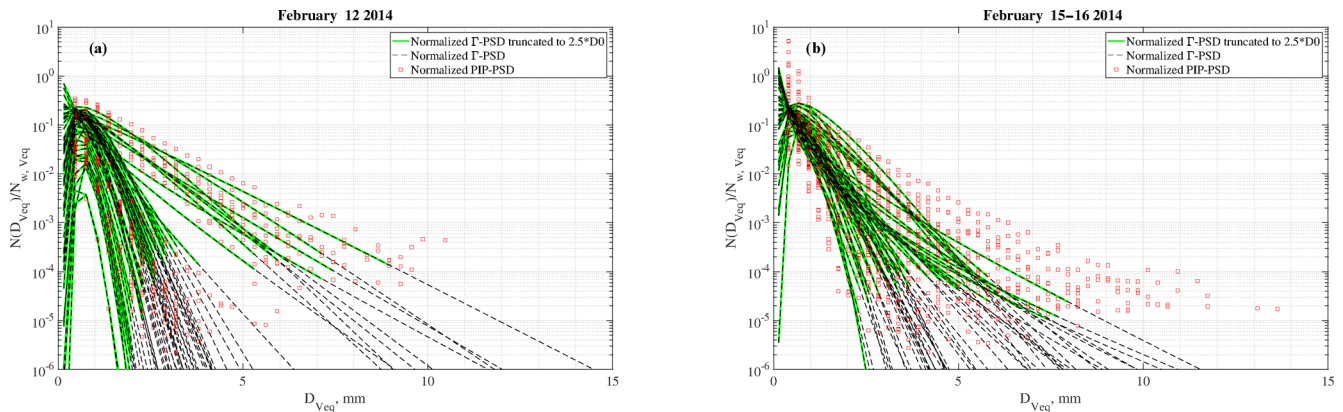 February 12 2014
(a)
Normalized Γ-PSD truncated to 2.5*D0
Normalized Γ-PSD
Normalized PIP-PSD
N(D_Veq)/N_w, Veq
10^1
10^0
10^-1
10^-2
10^-3
10^-4
10^-5
10^-6
0 5 10 15
D_Veq, mm
February 15-16 2014
(b)
Normalized Γ-PSD truncated to 2.5*D0
Normalized Γ-PSD
Normalized PIP-PSD
N(D_Veq)/N_w, Veq
10^1
10^0
10^-1
10^-2
10^-3
10^-4
10^-5
10^-6
0 5 10 15
D_Veq, mm